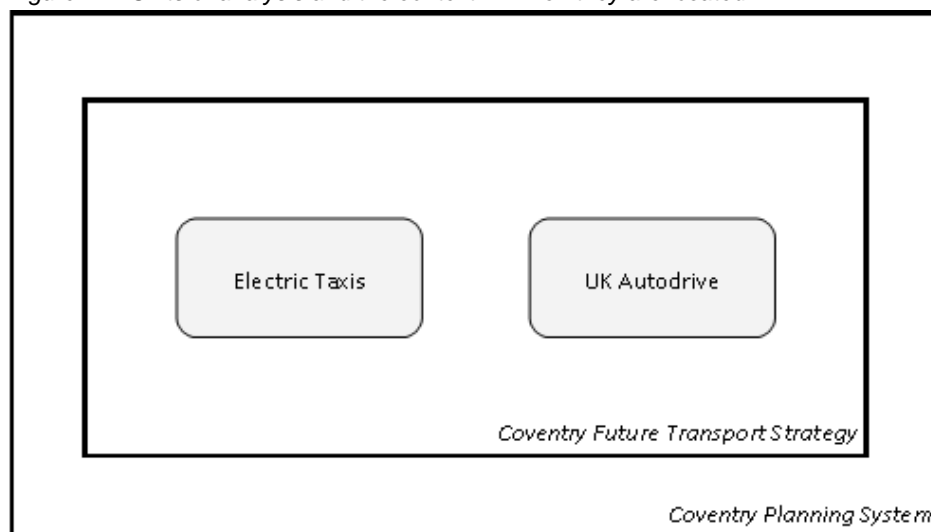 Electric Taxis
UK Autodrive
Coventry Future Transport Strategy
Coventry Planning System